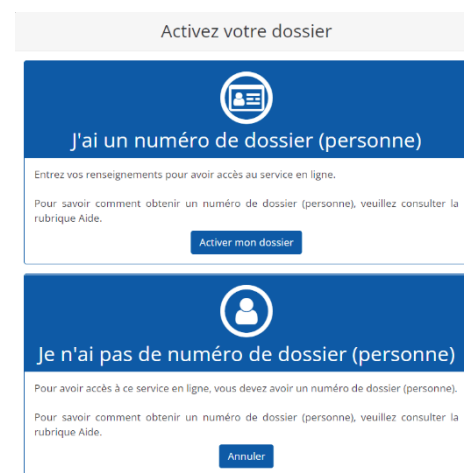 Activez votre dossier
J'ai un numéro de dossier (personne)
Entrez vos renseignements pour avoir accès au service en ligne.
Pour savoir comment obtenir un numéro de dossier (personne), veuillez consulter la
rubrique Aide.
Activer mon dossier
Je n'ai pas de numéro de dossier (personne)
Pour avoir accès à ce service en ligne, vous devez avoir un numéro de dossier (personne).
Pour savoir comment obtenir un numéro de dossier (personne), veuillez consulter la
rubrique Aide.
Annuler